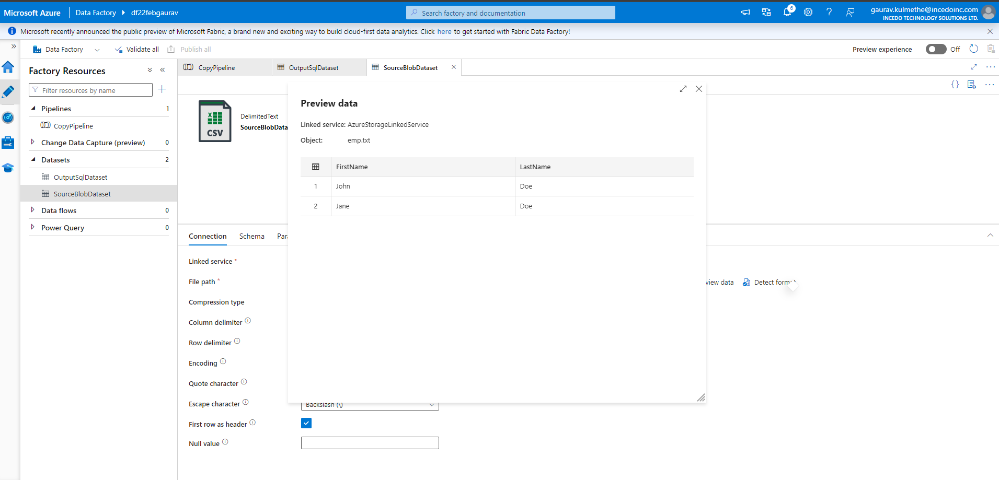 Microsoft Azure
Data Factory
df22febgaurav
Search factory and documentation
6
gaurav.kulmethe@incedoinc.com
INCEDO TECHNOLOGY SOLUTIONS LTD.
Microsoft recently announced the public preview of Microsoft Fabric, a brand new and exciting way to build cloud-first data analytics. Click here to get started with Fabric Data Factory!
Data Factory
Validate all
Publish all
Preview experience
Off
Factory Resources
Filter resources by name
Pipelines 1
CopyPipeline
Change Data Capture (preview) 0
Datasets 2
OutputSqlDataset
SourceBlobDataset
Data flows 0
Power Query 0
CopyPipeline
OutputSqlDataset
SourceBlobDataset
CSV
DelimitedText
SourceBlobData
Preview data
Linked service: AzureStorageLinkedService
Object: emp.txt
FirstName LastName
1 John Doe
2 Jane Doe
Connection
Schema
Para
Linked service *
File path *
view data
Detect format
Compression type
Column delimiter
Row delimiter
Encoding
Quote character
Escape character
Backslash (\)
First row as header
Null value